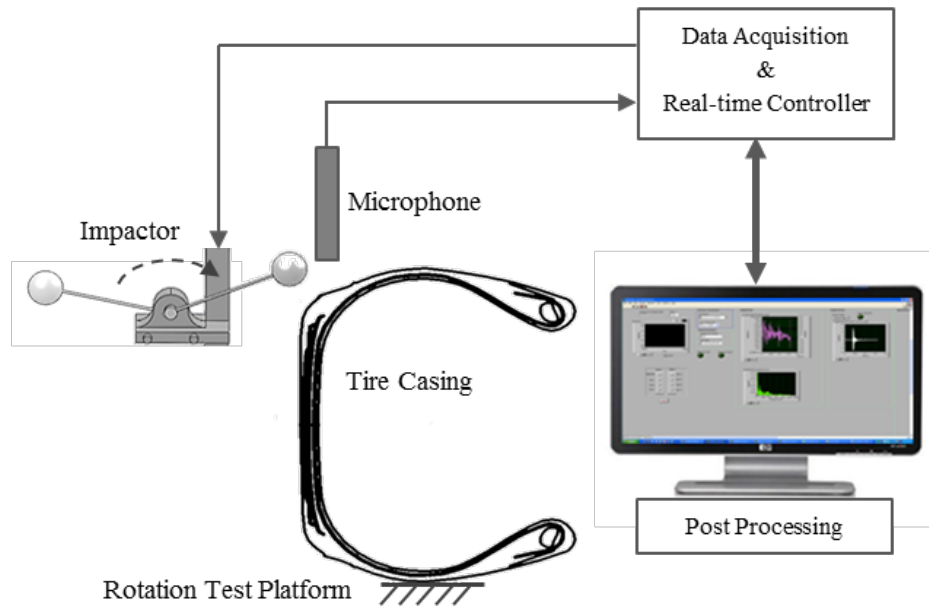 Data Acquisition
&
Real-time Controller
Microphone
Impactor
Tire Casing
Post Processing
Rotation Test Platform